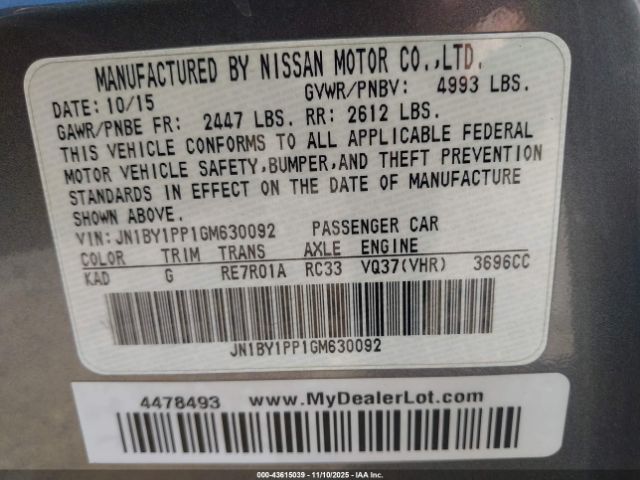 MANUFACTURED BY NISSAN MOTOR CO.,LTD.
DATE: 10/15 GVWR/PNBV: 4993 LBS.
GAWR/PNBE FR: 2447 LBS. RR: 2612 LBS.
THIS VEHICLE CONFORMS TO ALL APPLICABLE FEDERAL
MOTOR VEHICLE SAFETY,BUMPER,AND THEFT PREVENTION
STANDARDS IN EFFECT ON THE DATE OF MANUFACTURE
SHOWN ABOVE.
VIN:JN1BY1PP1GM630092 PASSENGER CAR
COLOR TRIM TRANS AXLE ENGINE
KAD G RE7R01A RC33 VQ37(VHR) 3696CC
JN1BY1PP1GM630092
4478493 www.MyDealerLot.com
000-43615039 - 11/10/2025 - IAA Inc.